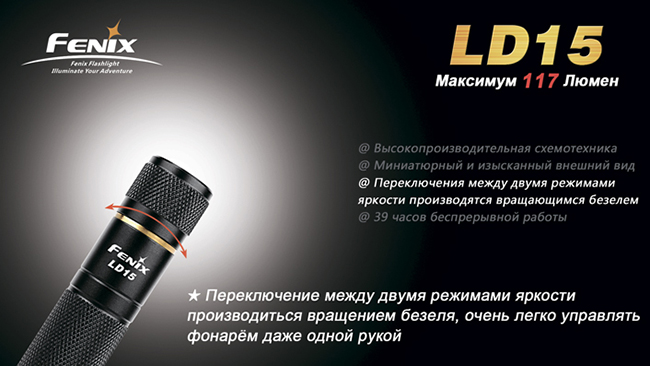 FENIX
Fenix Flashlight
Illuminate Your Adventure
LD15
Максимум 117 Люмен
@ Высокопроизводительная схемотехника
@ Миниатюрный и изысканный внешний вид
@ Переключения между двумя режимами
яркости производятся вращающимся безелем
@ 39 часов беспрерывной работы
FENIX
LD15
★ Переключение между двумя режимами яркости
производиться вращением безеля, очень легко управлять
фонарём даже одной рукой